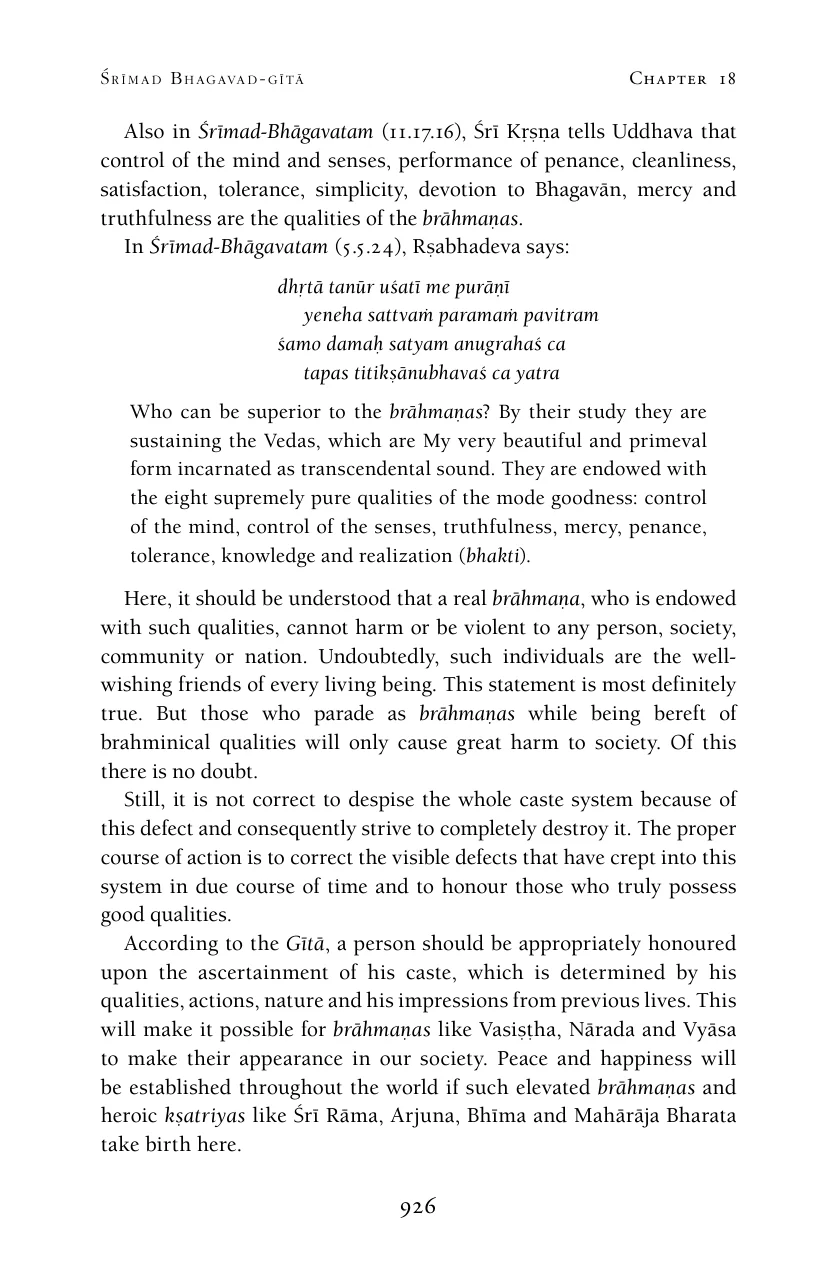 Śrīmad Bhagavad-gītā Chapter 18
Also in Śrīmad-Bhāgavatam (11.17.16), Śrī Kṛṣṇa tells Uddhava that
control of the mind and senses, performance of penance, cleanliness,
satisfaction, tolerance, simplicity, devotion to Bhagavān, mercy and
truthfulness are the qualities of the brāhmaṇas.
In Śrīmad-Bhāgavatam (5.5.24), Rṣabhadeva says:
dhṛtā tanūr uśatī me purāṇī
yeneha sattvaṁ paramaṁ pavitram
śamo damaḥ satyam anugrahaś ca
tapas titikṣānubhavaś ca yatra
Who can be superior to the brāhmaṇas? By their study they are
sustaining the Vedas, which are My very beautiful and primeval
form incarnated as transcendental sound. They are endowed with
the eight supremely pure qualities of the mode goodness: control
of the mind, control of the senses, truthfulness, mercy, penance,
tolerance, knowledge and realization (bhakti).
Here, it should be understood that a real brāhmaṇa, who is endowed
with such qualities, cannot harm or be violent to any person, society,
community or nation. Undoubtedly, such individuals are the well-
wishing friends of every living being. This statement is most definitely
true. But those who parade as brāhmaṇas while being bereft of
brahminical qualities will only cause great harm to society. Of this
there is no doubt.
Still, it is not correct to despise the whole caste system because of
this defect and consequently strive to completely destroy it. The proper
course of action is to correct the visible defects that have crept into this
system in due course of time and to honour those who truly possess
good qualities.
According to the Gītā, a person should be appropriately honoured
upon the ascertainment of his caste, which is determined by his
qualities, actions, nature and his impressions from previous lives. This
will make it possible for brāhmaṇas like Vasiṣṭha, Nārada and Vyāsa
to make their appearance in our society. Peace and happiness will
be established throughout the world if such elevated brāhmaṇas and
heroic kṣatriyas like Śrī Rāma, Arjuna, Bhīma and Mahārāja Bharata
take birth here.
926